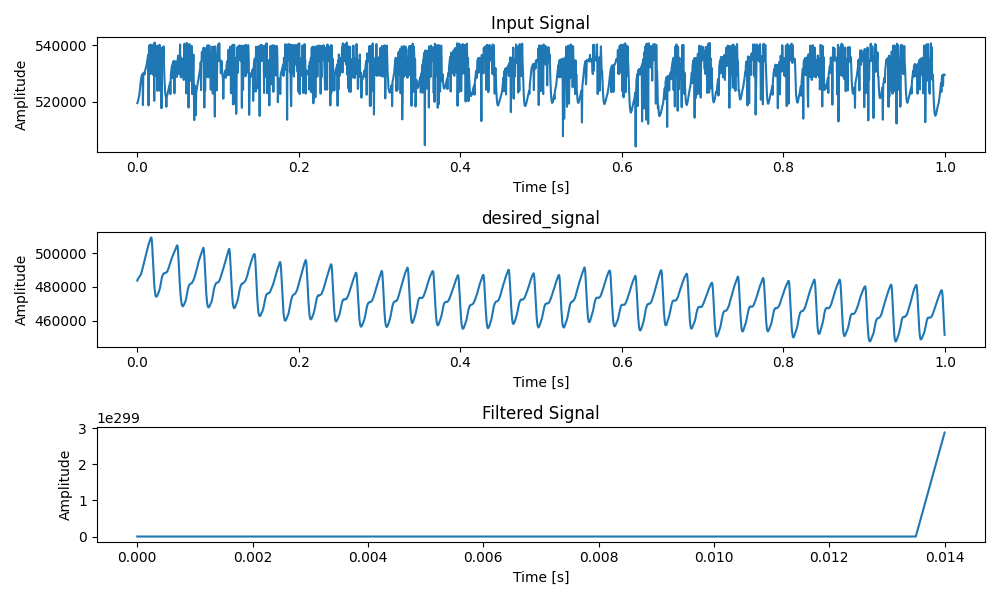 Input Signal
Amplitude
540000
520000
0.0 0.2 0.4 0.6 0.8 1.0
Time [s]
desired_signal
Amplitude
500000
480000
460000
0.0 0.2 0.4 0.6 0.8 1.0
Time [s]
Filtered Signal
1e299
Amplitude
3
2
1
0
0.000 0.002 0.004 0.006 0.008 0.010 0.012 0.014
Time [s]